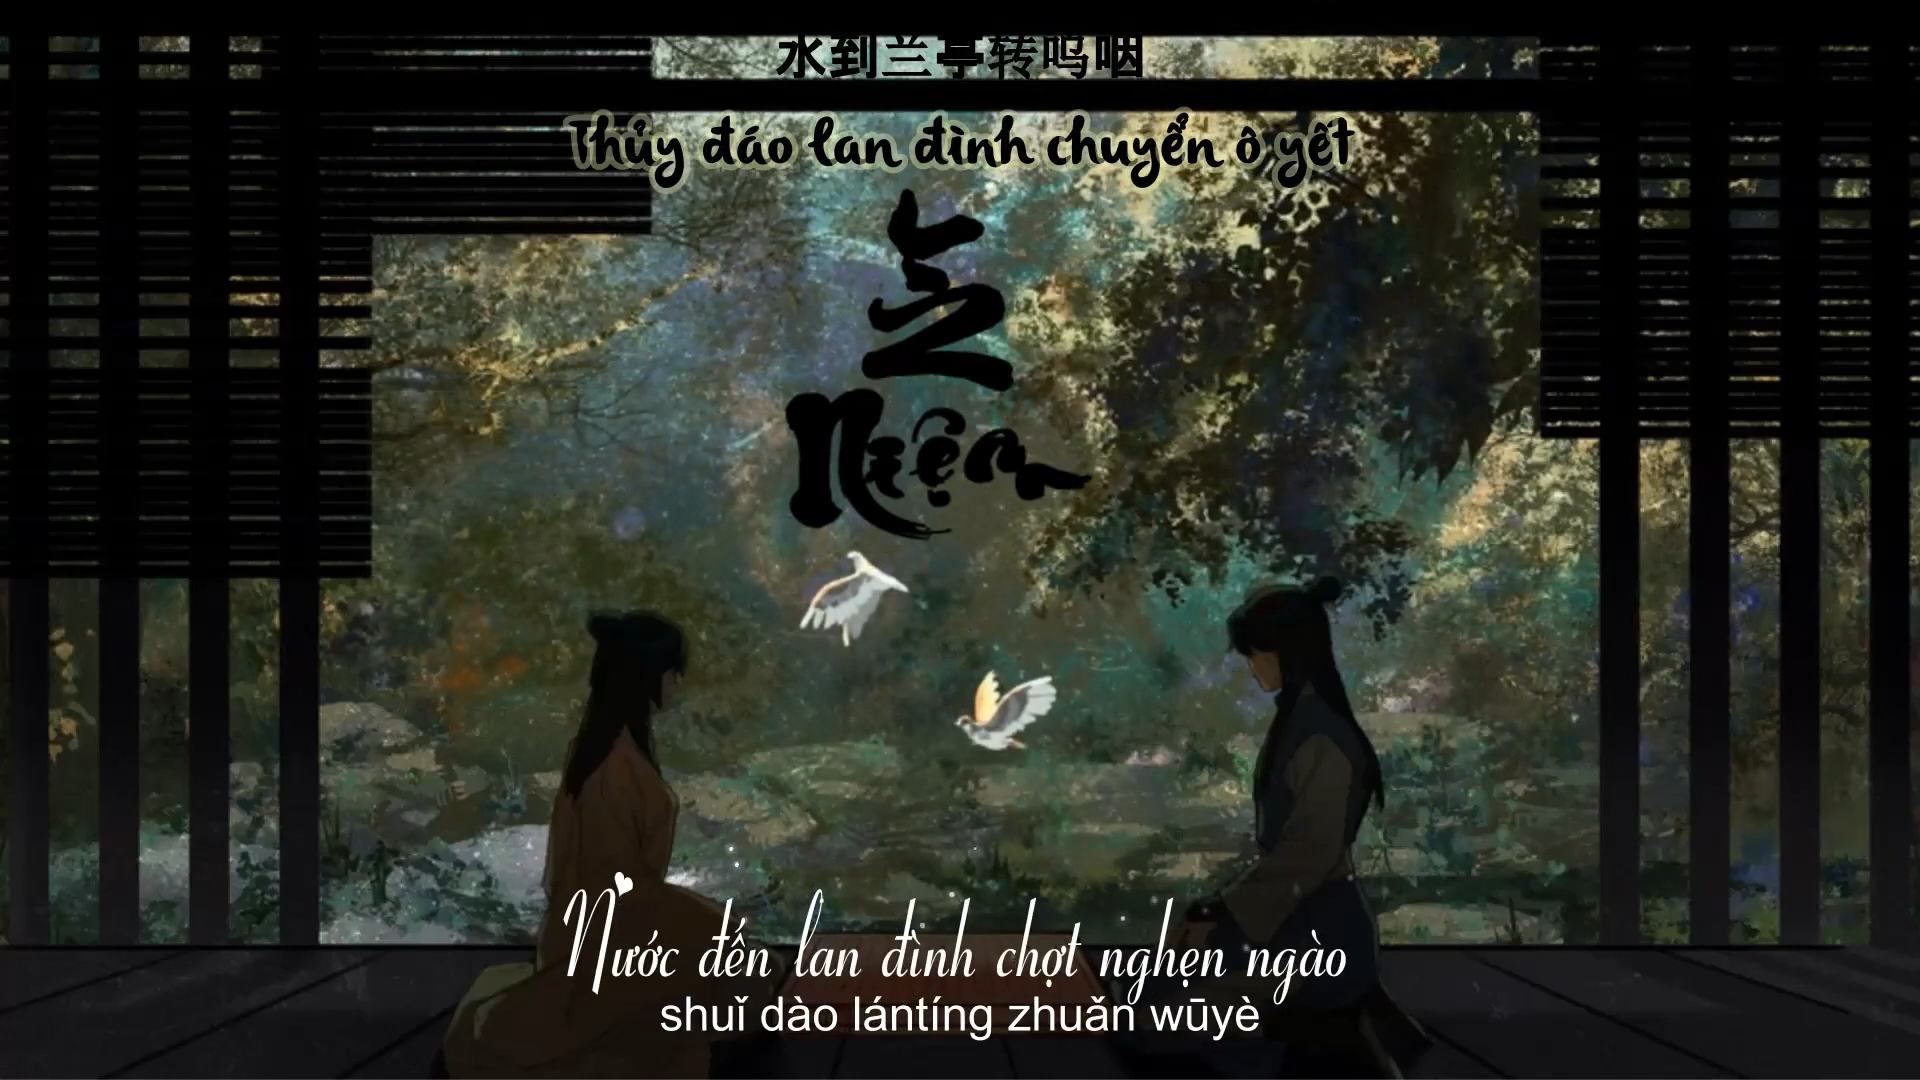 水到兰亭转呜咽
Thủy đáo lan đình chuyển ô yết
Niệm
Nước đến lan đình chợt nghẹn ngào
shuǐ dào lántíng zhuǎn wūyè